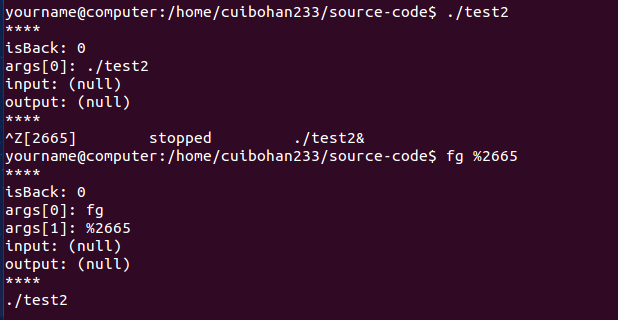 yourname@computer:/home/cuibohan233/source-code$ ./test2
****
isBack: 0
args[0]: ./test2
input: (null)
output: (null)
****
^Z[2665]        stopped         ./test2&
yourname@computer:/home/cuibohan233/source-code$ fg %2665
****
isBack: 0
args[0]: fg
args[1]: %2665
input: (null)
output: (null)
****
./test2